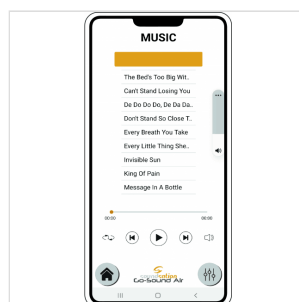 MUSIC
The Bed's Too Big Wit..
Can't Stand Losing You
De Do Do Do, De Da Da..
Don't Stand So Close T..
Every Breath You Take
Every Little Thing She..
Invisible Sun
King Of Pain
Message In A Bottle
00:00 00:00
soundsation
Go-Sound Air